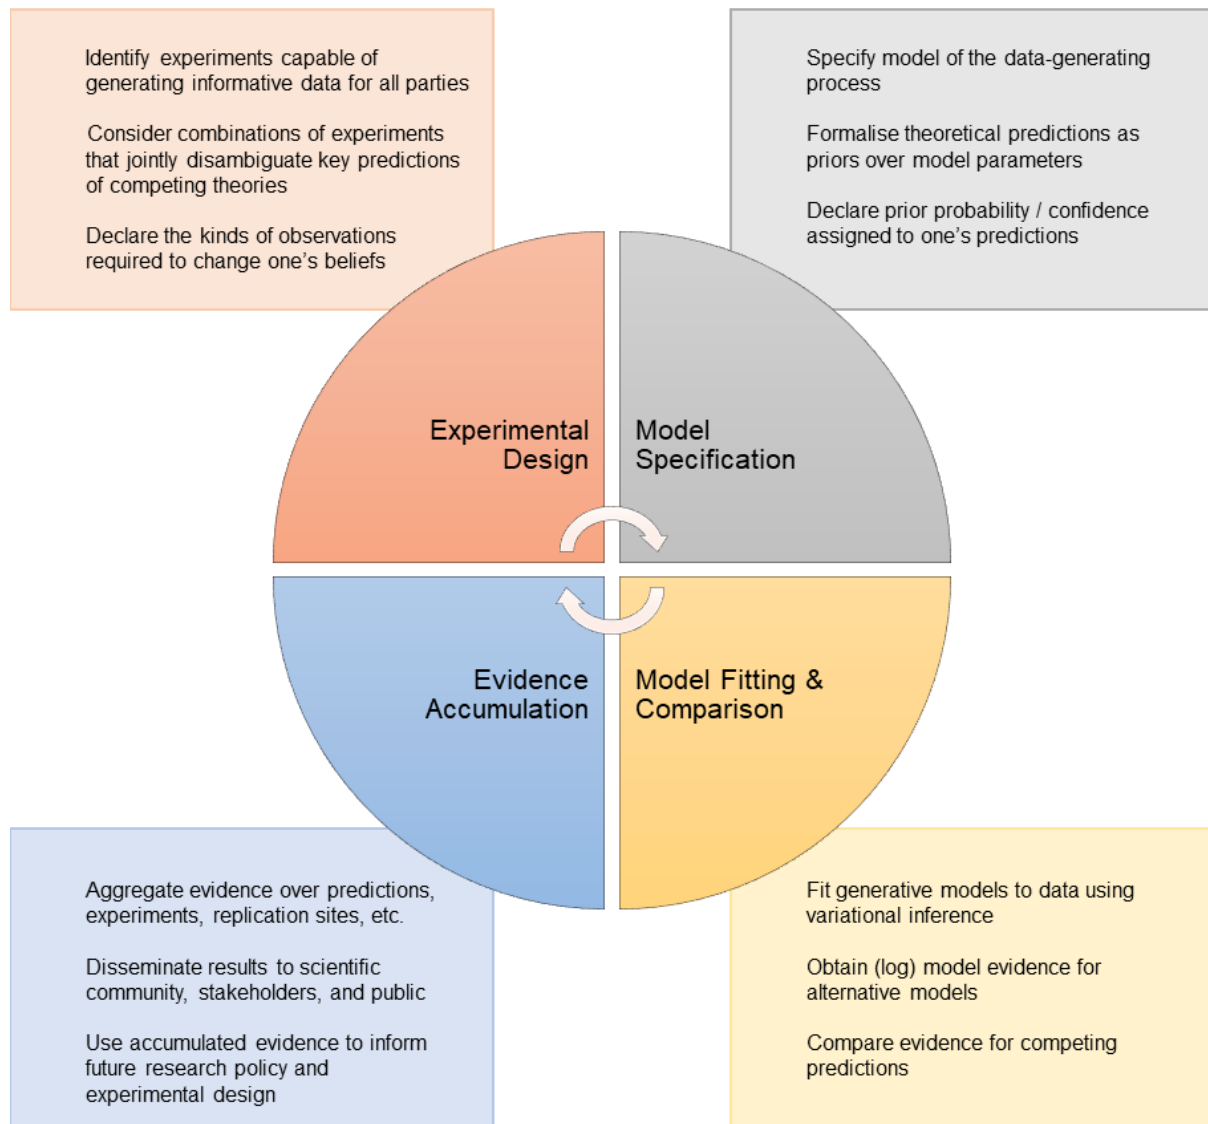 Identify experiments capable of
generating informative data for all parties
Consider combinations of experiments
that jointly disambiguate key predictions
of competing theories
Declare the kinds of observations
required to change one's beliefs
Specify model of the data-generating
process
Formalise theoretical predictions as
priors over model parameters
Declare prior probability / confidence
assigned to one's predictions
Experimental
Design
Model
Specification
Evidence
Accumulation
Model Fitting &
Comparison
Aggregate evidence over predictions,
experiments, replication sites, etc.
Disseminate results to scientific
community, stakeholders, and public
Use accumulated evidence to inform
future research policy and
experimental design
Fit generative models to data using
variational inference
Obtain (log) model evidence for
alternative models
Compare evidence for competing
predictions